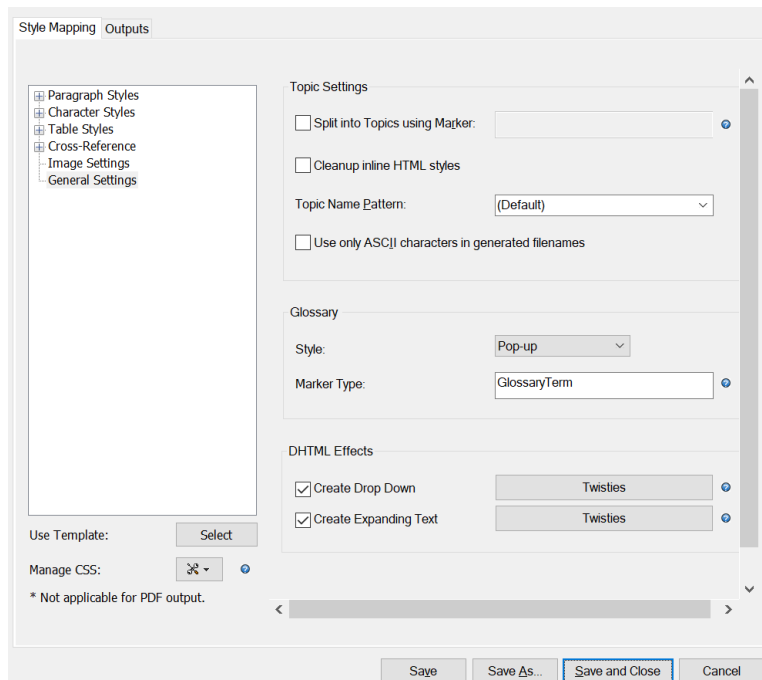 Style Mapping Outputs
Paragraph Styles
Character Styles
Table Styles
Cross-Reference
Image Settings
General Settings
Use Template: Select
Manage CSS:
* Not applicable for PDF output.
Topic Settings
Split into Topics using Marker:
Cleanup inline HTML styles
Topic Name Pattern: (Default)
Use only ASCII characters in generated filenames
Glossary
Style: Pop-up
Marker Type: GlossaryTerm
DHTML Effects
Create Drop Down Twisties
Create Expanding Text Twisties
Save Save As... Save and Close Cancel